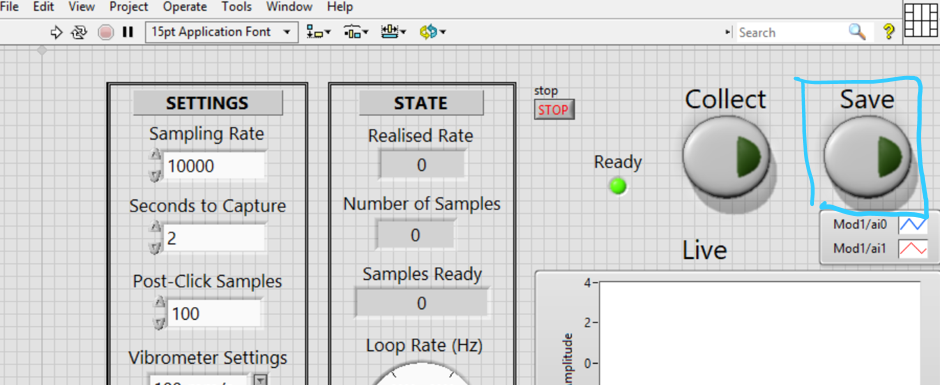 File Edit View Project Operate Tools Window Help
15pt Application Font
Search
?
SETTINGS
Sampling Rate
10000
Seconds to Capture
2
Post-Click Samples
100
Vibrometer Settings
STATE
Realised Rate
0
Number of Samples
0
Samples Ready
0
Loop Rate (Hz)
stop
STOP
Ready
Collect
Save
Mod1/ai0
Mod1/ai1
Live
4
2
0